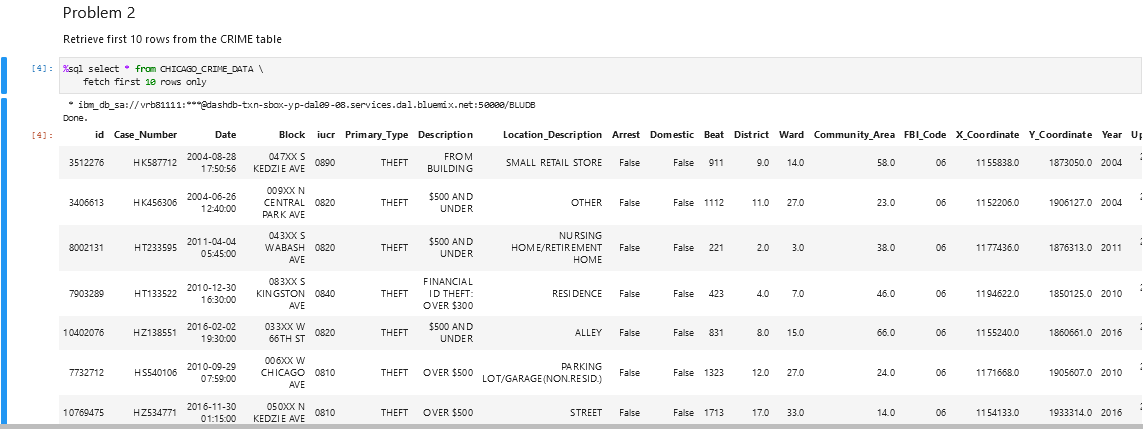 Problem 2
Retrieve first 10 rows from the CRIME table
[4]: %sql select * from CHICAGO_CRIME_DATA \
fetch first 10 rows only
* ibm_db_sa://vrb81111:***@dashdb-txn-sbox-yp-dal09-08.services.dal.bluemix.net:50000/BLUDB
Done.
[4]: id Case_Number Date Block iucr Primary_Type Description Location_Description Arrest Domestic Beat District Ward Community_Area FBI_Code X_Coordinate Y_Coordinate Year Up
3512276 HK587712 2004-08-28 17:50:56 047XX S KEDZIE AVE 0890 THEFT FROM BUILDING SMALL RETAIL STORE False False 911 9.0 14.0 58.0 06 1155838.0 1873050.0 2004
3406613 HK456306 2004-06-26 12:40:00 009XX N CENTRAL PARK AVE 0820 THEFT $500 AND UNDER OTHER False False 1112 11.0 27.0 23.0 06 1152206.0 1906127.0 2004
8002131 HT233595 2011-04-04 05:45:00 043XX S WABASH AVE 0820 THEFT $500 AND UNDER NURSING HOME/RETIREMENT HOME False False 221 2.0 3.0 38.0 06 1177436.0 1876313.0 2011
7903289 HT133522 2010-12-30 16:30:00 083XX S KINGSTON AVE 0840 THEFT FINANCIAL ID THEFT: OVER $300 RESIDENCE False False 423 4.0 7.0 46.0 06 1194622.0 1850125.0 2010
10402076 HZ138551 2016-02-02 19:30:00 033XX W 66TH ST 0820 THEFT $500 AND UNDER ALLEY False False 831 8.0 15.0 66.0 06 1155240.0 1860661.0 2016
7732712 HS540106 2010-09-29 07:59:00 006XX W CHICAGO AVE 0810 THEFT OVER $500 PARKING LOT/GARAGE(NON.RESID.) False False 1323 12.0 27.0 24.0 06 1171668.0 1905607.0 2010
10769475 HZ534771 2016-11-30 01:15:00 050XX N KEDZIE AVE 0810 THEFT OVER $500 STREET False False 1713 17.0 33.0 14.0 06 1154133.0 1933314.0 2016